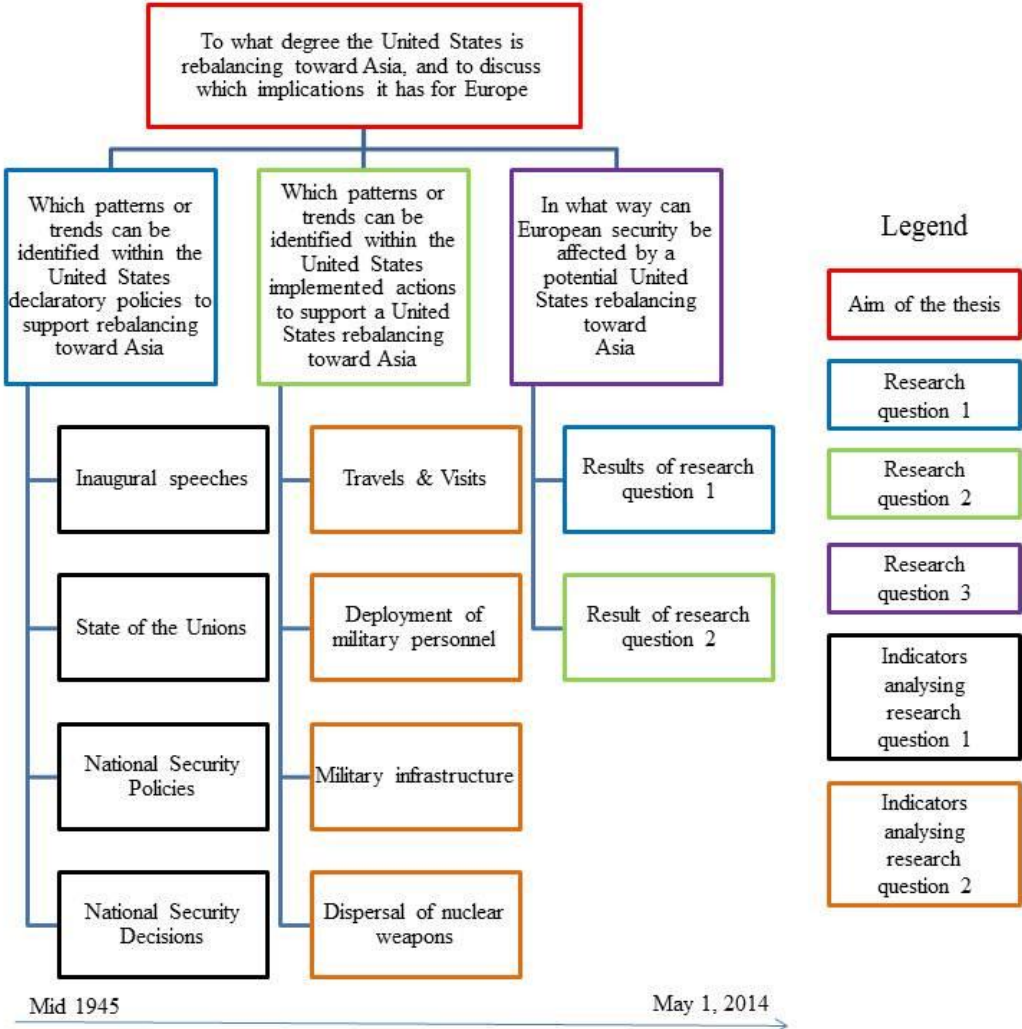 To what degree the United States is
rebalancing toward Asia, and to discuss
which implications it has for Europe
Which patterns or
trends can be
identified within the
United States
declaratory policies to
support rebalancing
toward Asia
Which patterns or
trends can be
identified within the
United States
implemented actions
to support a United
States rebalancing
toward Asia
In what way can
European security be
affected by a
potential United
States rebalancing
toward
Asia
Inaugural speeches
State of the Unions
National Security
Policies
National Security
Decisions
Travels & Visits
Deployment of
military personnel
Military infrastructure
Dispersal of nuclear
weapons
Results of research
question 1
Result of research
question 2
Legend
Aim of the thesis
Research
question 1
Research
question 2
Research
question 3
Indicators
analysing
research
question 1
Indicators
analysing
research
question 2
Mid 1945
May 1, 2014